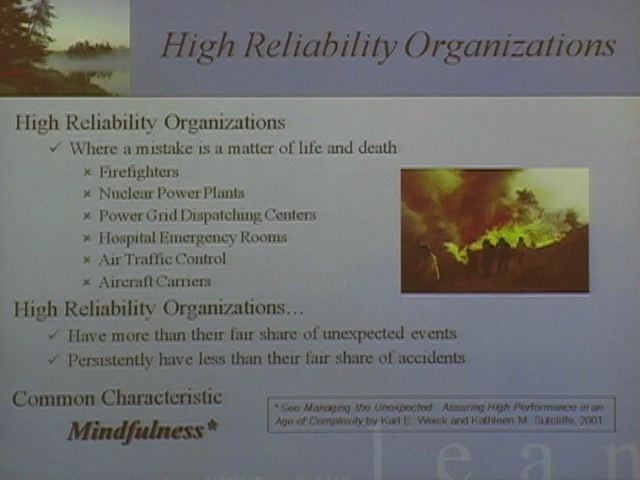 High Reliability Organizations
High Reliability Organizations
✓ Where a mistake is a matter of life and death
× Firefighters
× Nuclear Power Plants
× Power Grid Dispatching Centers
× Hospital Emergency Rooms
× Air Traffic Control
× Aircraft Carriers
High Reliability Organizations…
✓ Have more than their fair share of unexpected events
✓ Persistently have less than their fair share of accidents
Common Characteristic
Mindfulness*
* See Managing the Unexpected: Assuring High Performance in an
Age of Complexity by Karl E. Weick and Kathleen M. Sutcliffe, 2001
lean